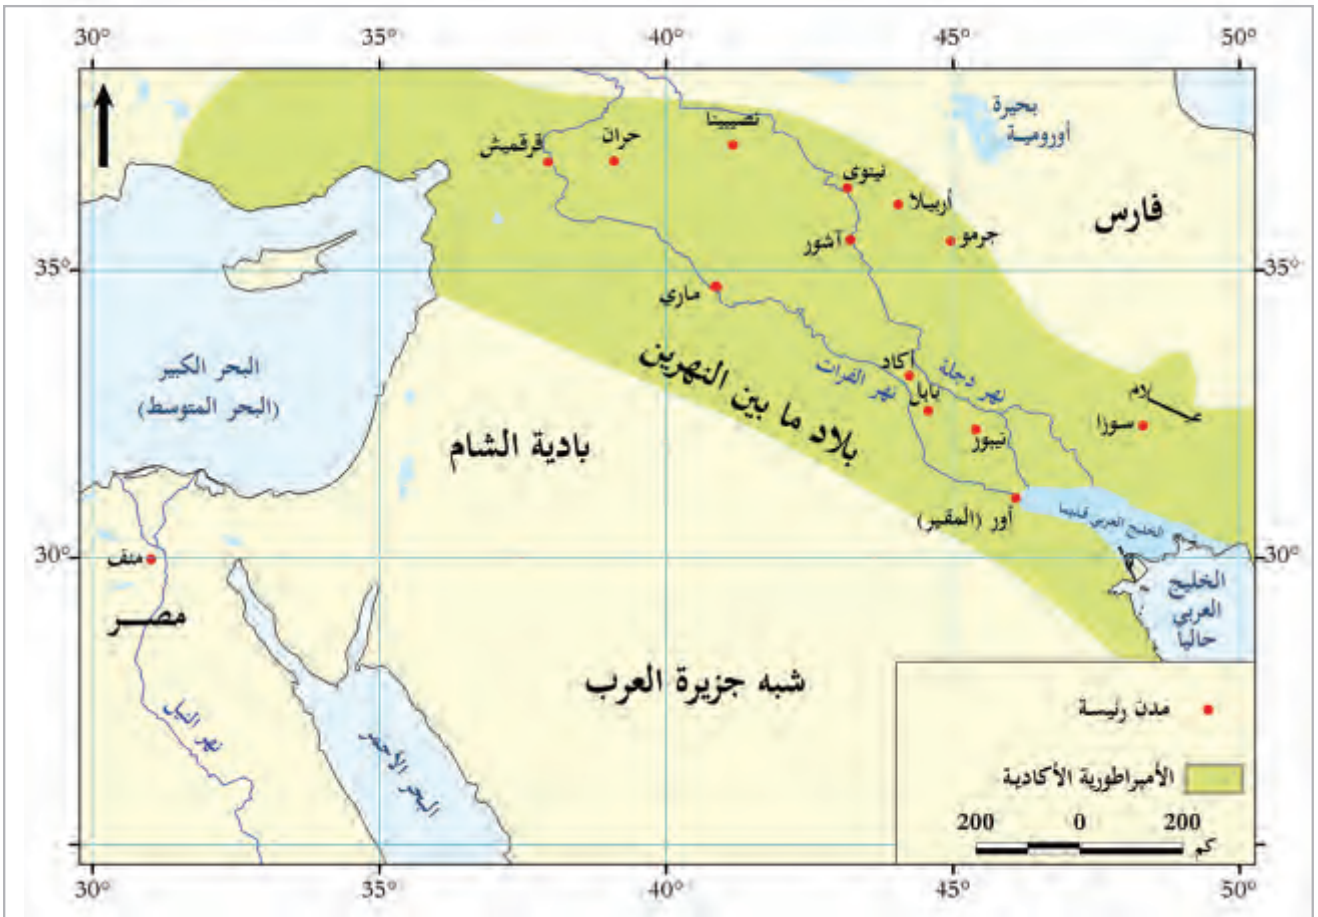 30° 35° 40° 45° 50°
بحيرة
أورومية
نصيبينا
حران
قرقميش
نينوى
أربيلا
فارس
جرمو
آشور
35° 35°
ماري
البحر الكبير
(البحر المتوسط)
بلاد ما بين النهرين
أكاد
نهر دجلة
نهر الفرات
بابل
عـــلام
سوزا
نيبور
بادية الشام
أور (المقير)
الخليج العربي قديما
30° 30°
منف
الخليج
العربي
حاليا
مصـــر
شبه جزيرة العرب
نهر النيل
البحر الأحمر
مدن رئيسة
الأمبراطورية الأكادية
200 0 200
كم
30° 35° 40° 45° 50°